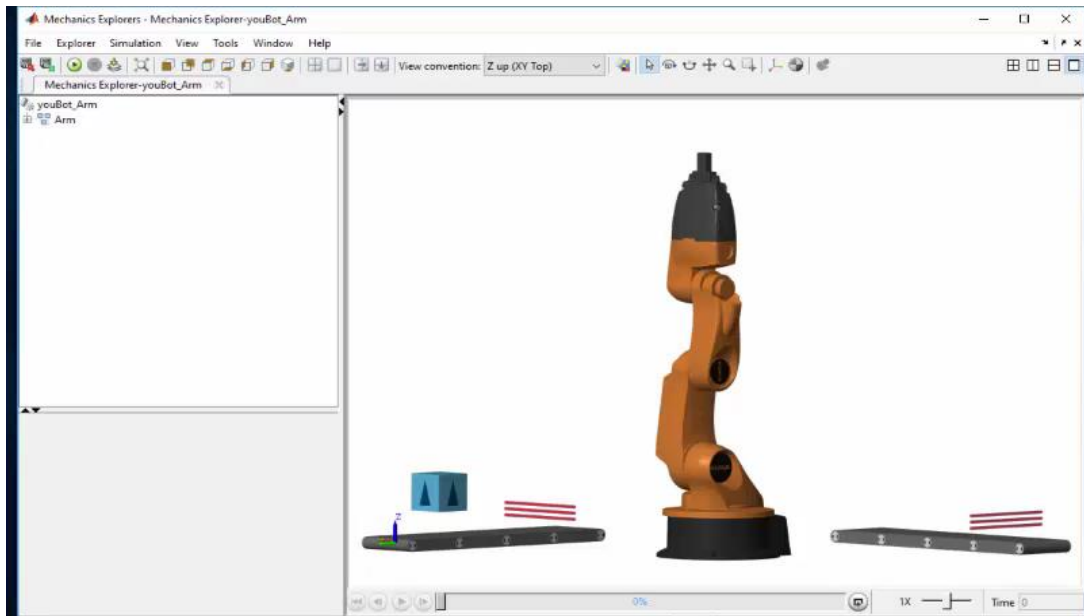 Mechanics Explorers - Mechanics Explorer-youBot_Arm
File Explorer Simulation View Tools Window Help
View convention: Z up (XY Top)
Mechanics Explorer-youBot_Arm
youBot_Arm
Arm
Z
0%
1X
Time 0